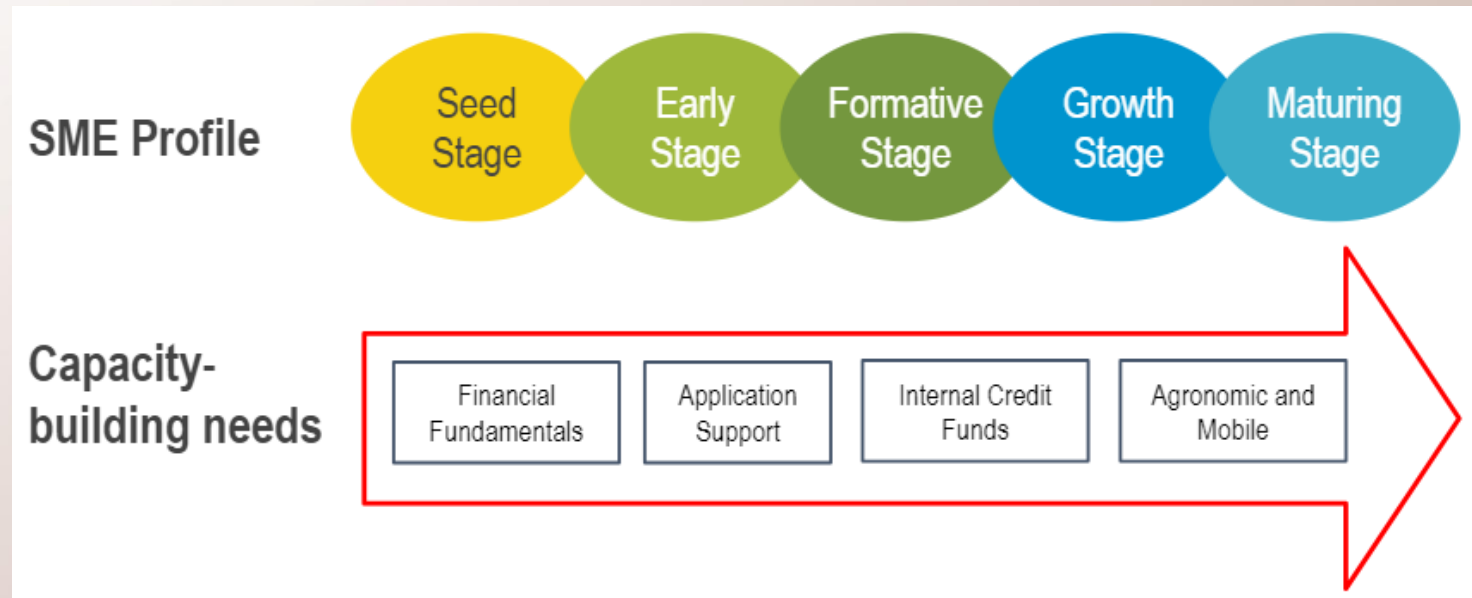 SME Profile
Seed
Stage
Early
Stage
Formative
Stage
Growth
Stage
Maturing
Stage
Capacity-
building needs
Financial
Fundamentals
Application
Support
Internal Credit
Funds
Agronomic and
Mobile